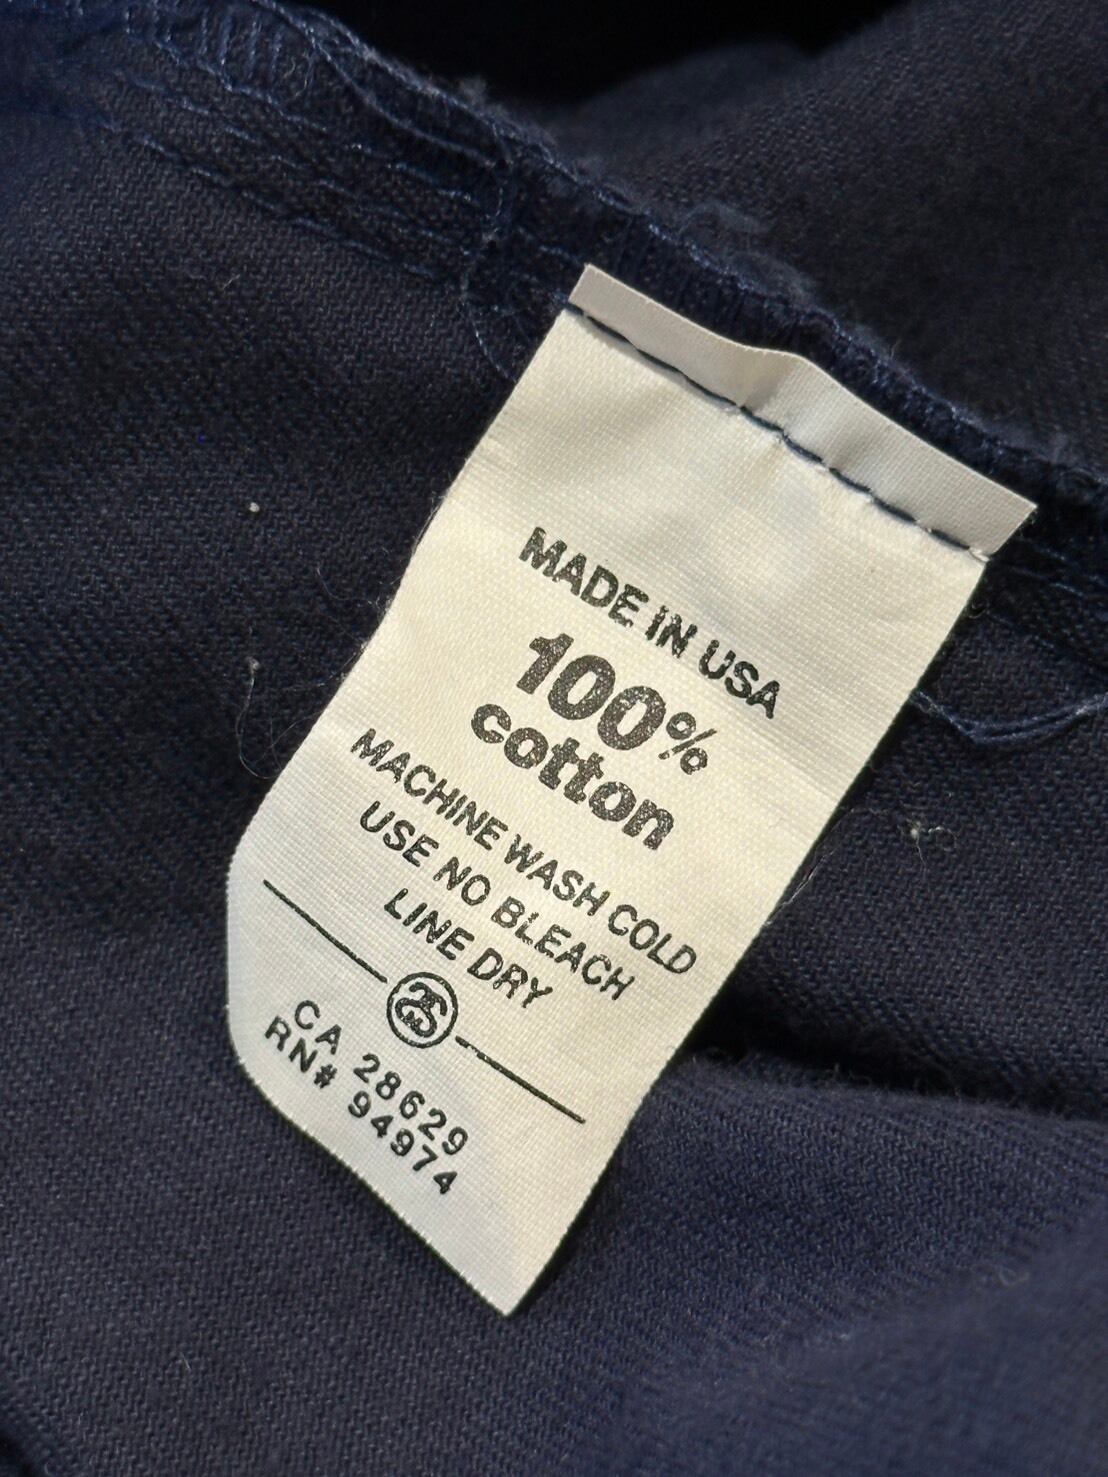 MADE IN USA
100%
cotton
MACHINE WASH COLD
USE NO BLEACH
LINE DRY
CA 28629
RN# 94974